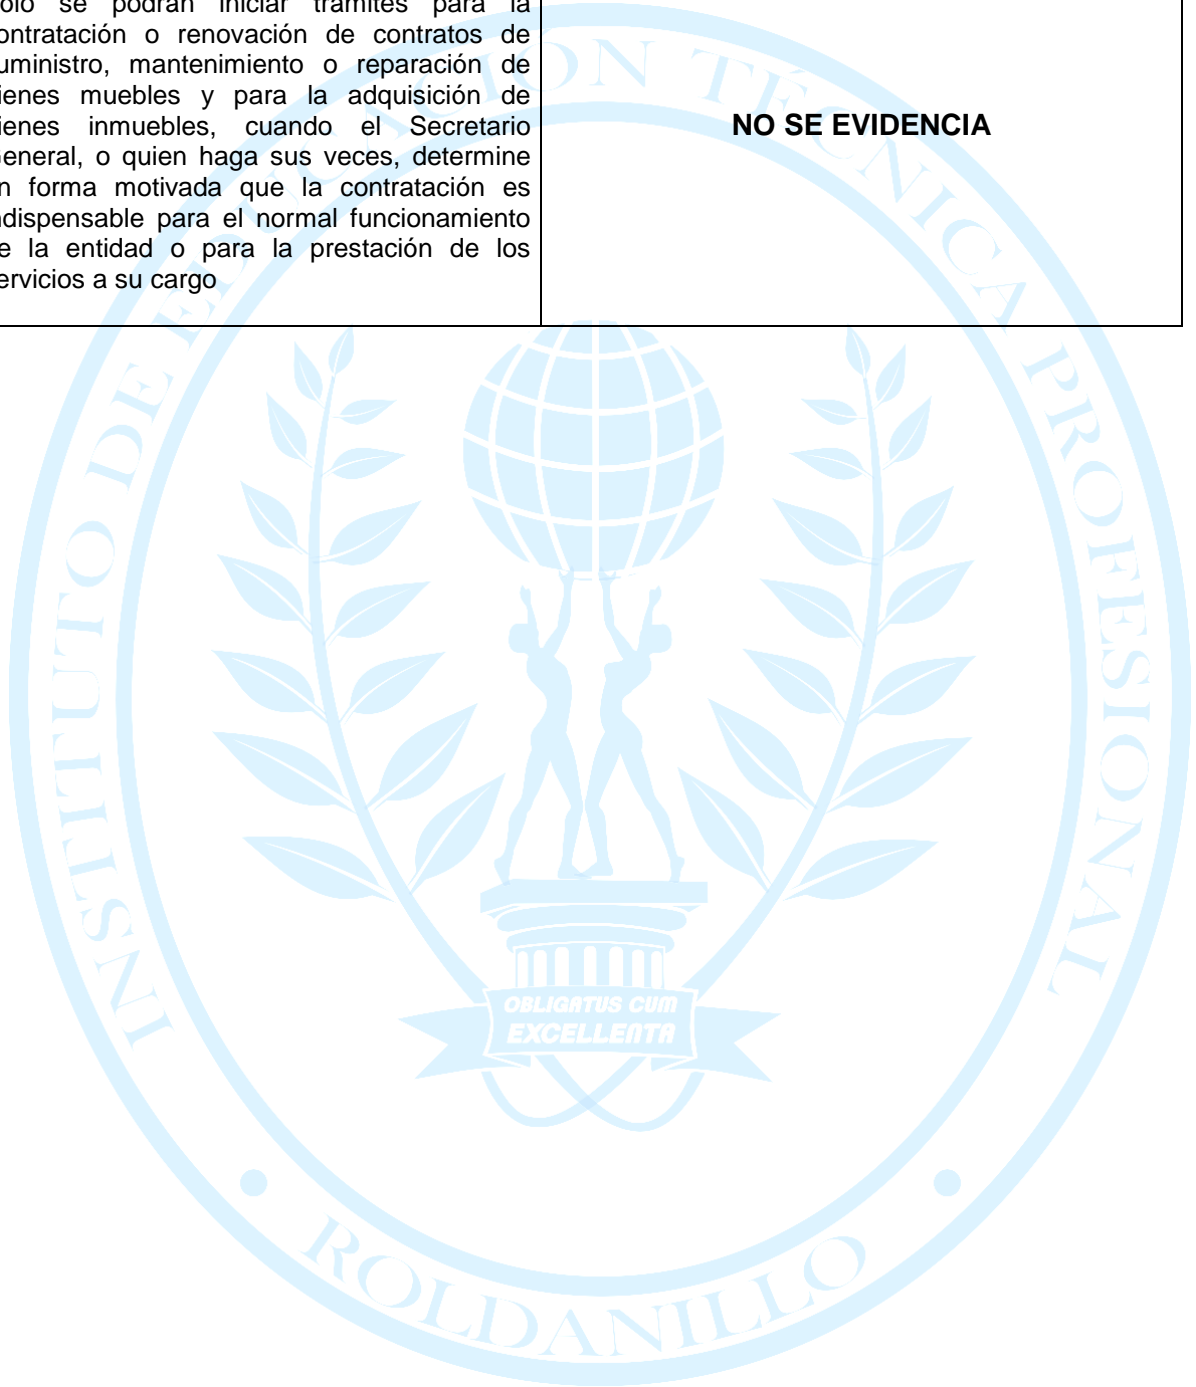 olo se podrán iniciar trámites para la
ontratación o renovación de contratos de
uministro, mantenimiento o reparación de
ienes muebles y para la adquisición de
ienes inmuebles, cuando el Secretario
eneral, o quien haga sus veces, determine
n forma motivada que la contratación es
ndispensable para el normal funcionamiento
e la entidad o para la prestación de los
ervicios a su cargo
NO SE EVIDENCIA
INSTITUTO DE EDUCACIÓN TÉCNICA PROFESIONAL
OBLIGATUS CUM
EXCELLENTA
• ROLDANILLO •